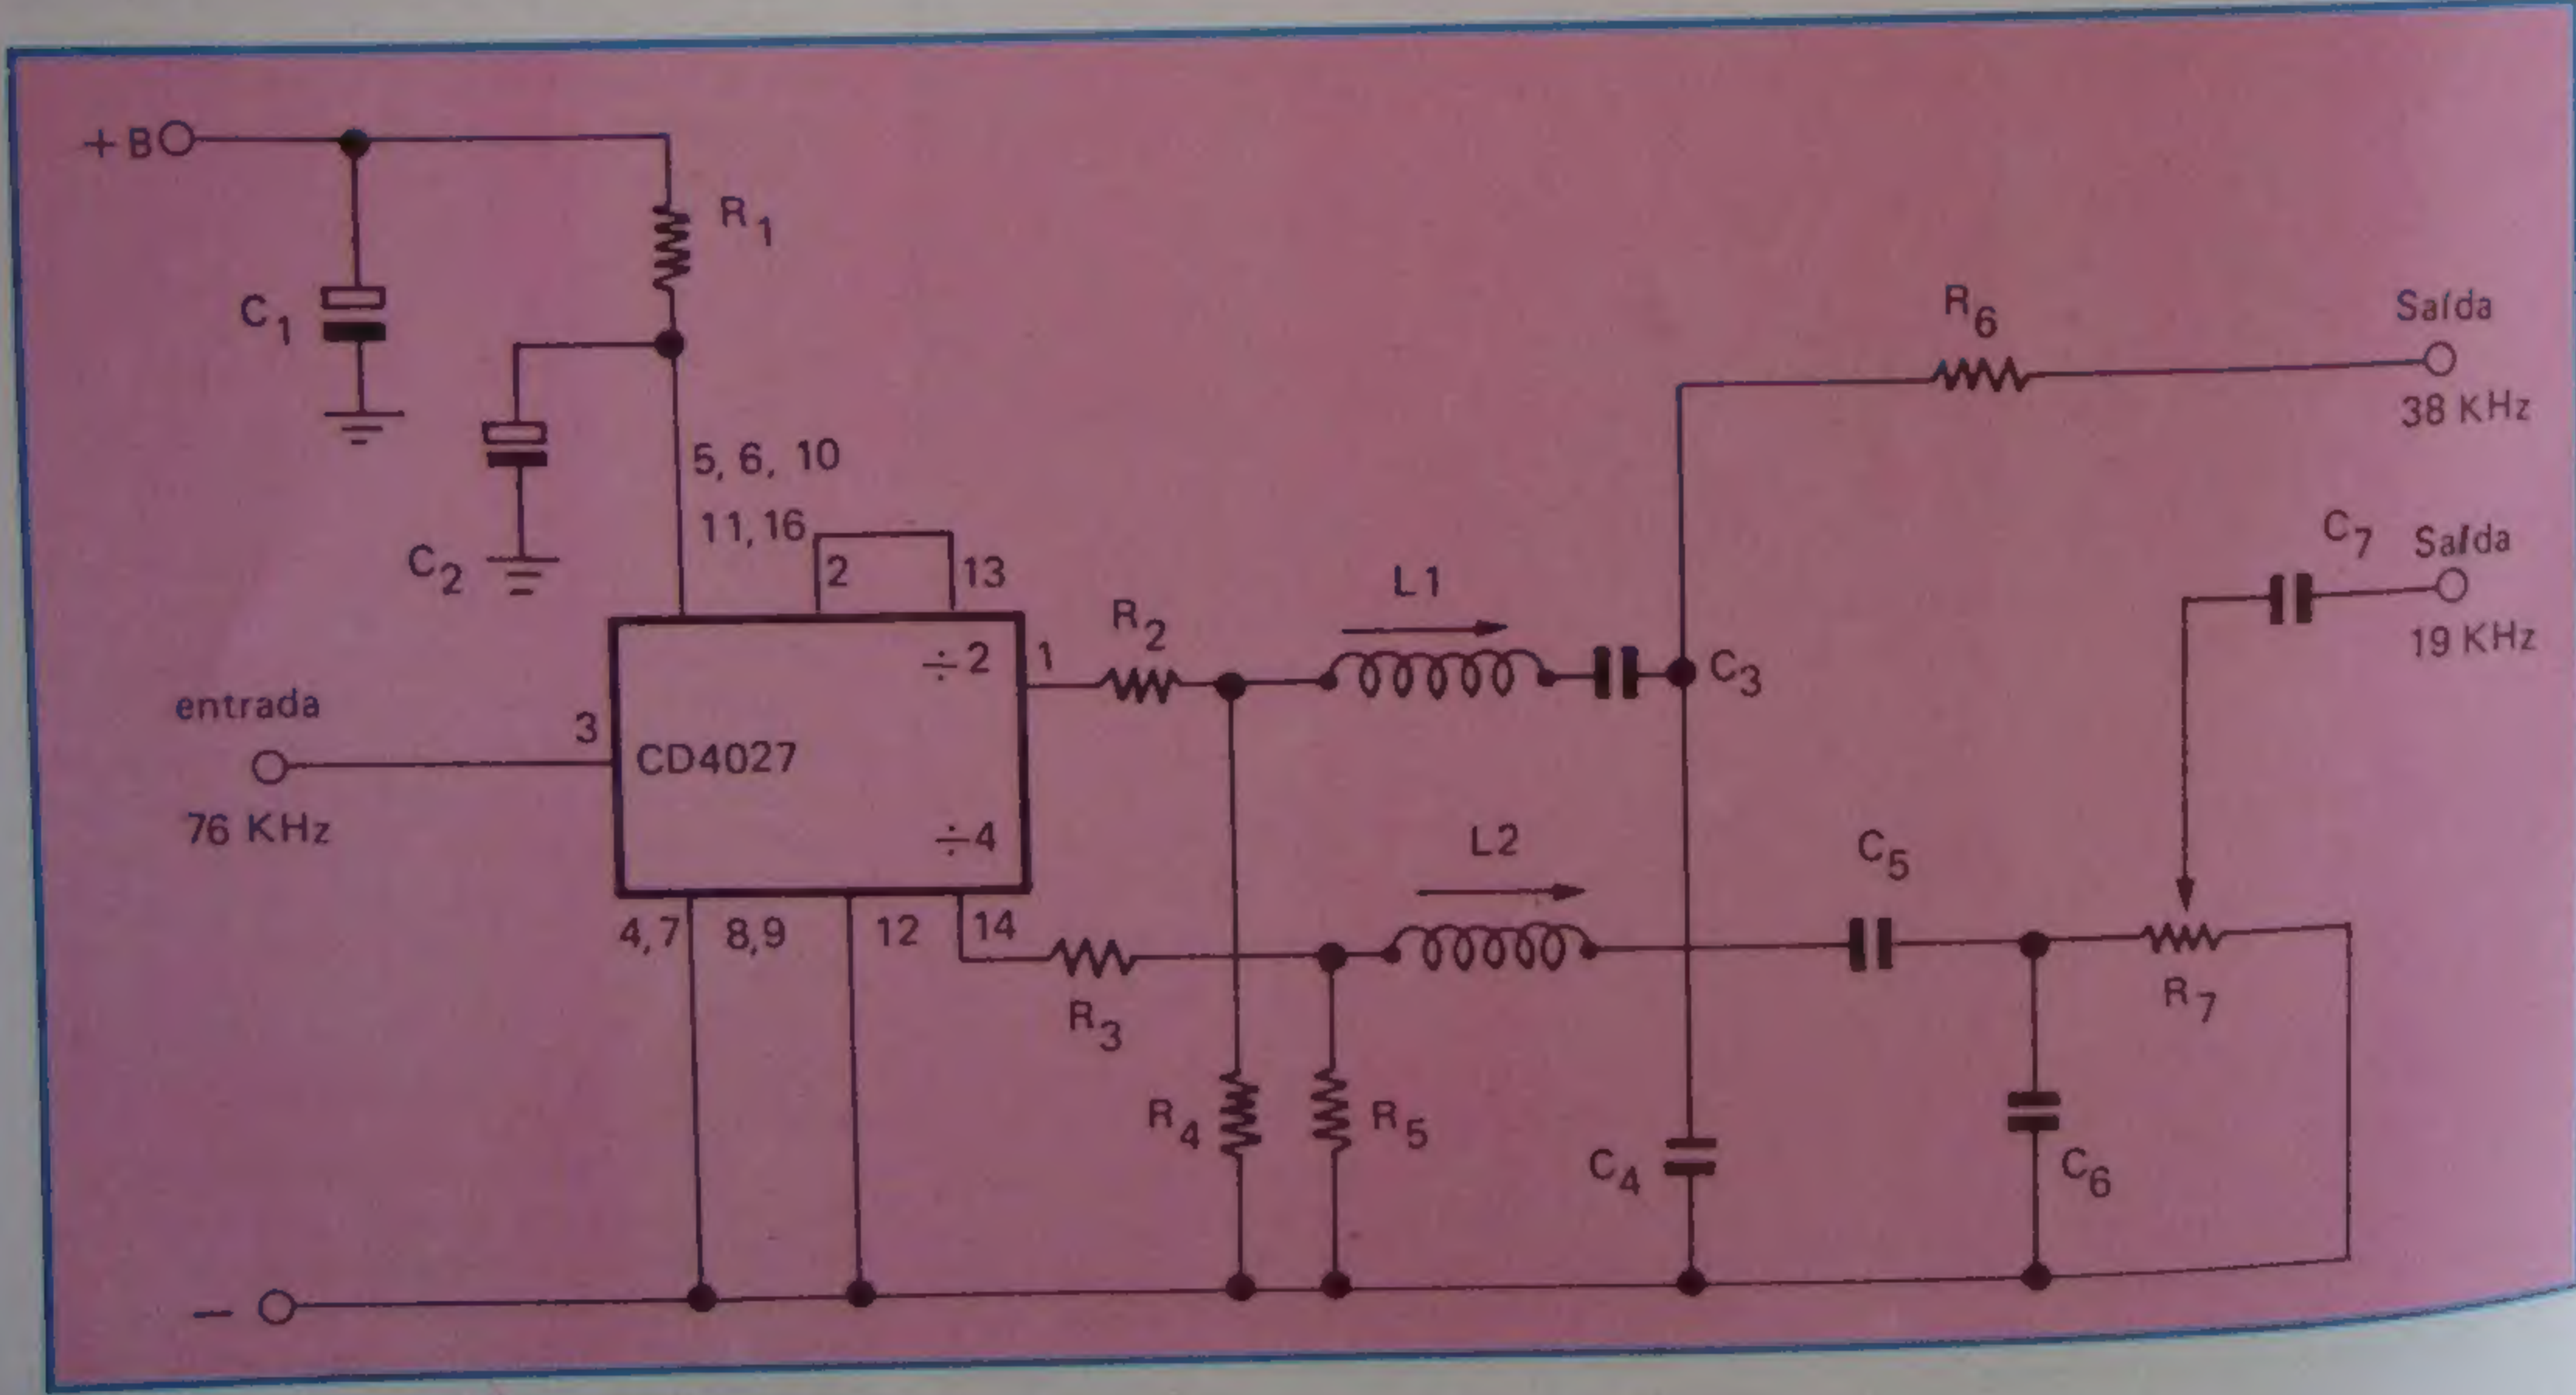 + B
R1
C1
5, 6, 10
11, 16
2
13
C2
÷2
1
R2
L1
C3
R6
Saída
38 KHz
C7
Saída
19 KHz
entrada
3
CD4027
76 KHz
÷4
L2
C5
4,7
8,9
12
14
R3
R7
R4
R5
C4
C6
—